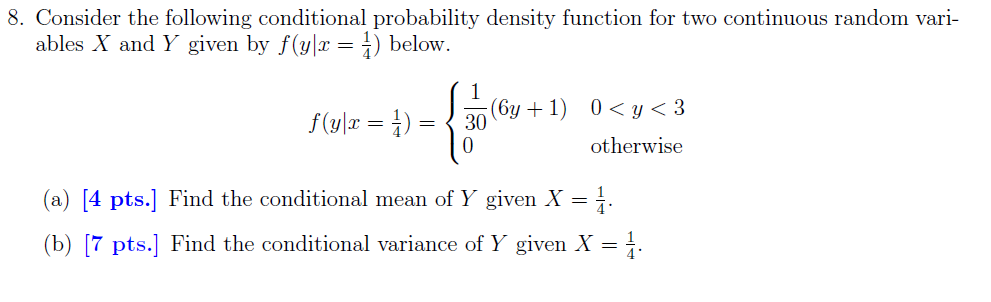 8. Consider the following conditional probability density function for two continuous random vari-
ables X and Y given by f(y|x = 1/4) below.
f(y|x = 1/4) = { 1/30 (6y + 1) 0 < y < 3
0 otherwise
(a) [4 pts.] Find the conditional mean of Y given X = 1/4.
(b) [7 pts.] Find the conditional variance of Y given X = 1/4.